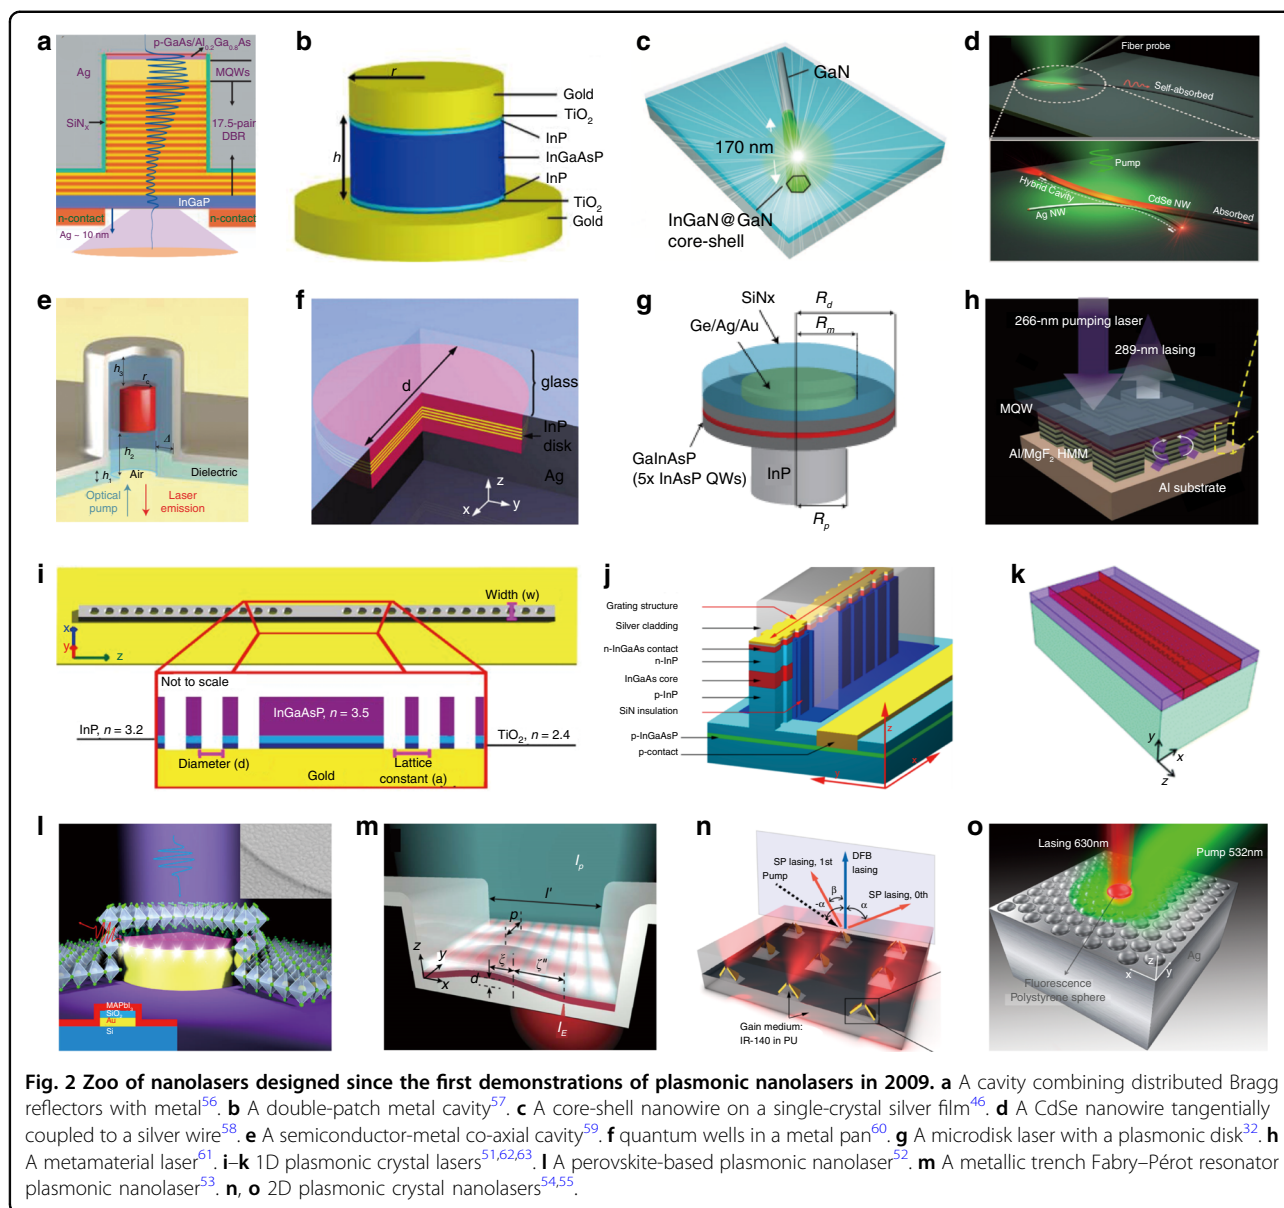 a
p-GaAs/Al0.2Ga0.8As
Ag
MQWs
SiNx
17.5-pair
DBR
InGaP
n-contact
n-contact
Ag ~ 10 nm
b
r
h
Gold
TiO2
InP
InGaAsP
InP
TiO2
Gold
c
GaN
170 nm
InGaN@GaN
core-shell
d
Fiber probe
Self-absorbed
Pump
Hybrid Cavity
CdSe NW
Ag NW
Absorbed
e
h3
rc
h2
Δ
h1
Air
Dielectric
Optical
pump
Laser
emission
f
d
glass
InP
disk
Ag
z
y
x
g
SiNx
Rd
Ge/Ag/Au
Rm
GaInAsP
(5x InAsP QWs)
InP
Rp
h
266-nm pumping laser
289-nm lasing
MQW
Al/MgF2 HMM
Al substrate
i
Width (w)
x
y
z
Not to scale
InGaAsP, n = 3.5
InP, n = 3.2
TiO2, n = 2.4
Diameter (d)
Gold
Lattice
constant (a)
j
Grating structure
Silver cladding
n-InGaAs contact
n-InP
InGaAs core
p-InP
SiN insulation
p-InGaAsP
p-contact
z
x
k
y
x
z
l
MAPbI3
SiO2
Au
Si
m
Ip
l'
p
z
y
x
ξ
ζ"
d
IE
n
SP lasing, 1st
DFB
lasing
Pump
SP lasing, 0th
β
-α
α
Gain medium:
IR-140 in PU
o
Lasing 630nm
Pump 532nm
Ag
z
x
y
Fluorescence
Polystyrene sphere
Fig. 2 Zoo of nanolasers designed since the first demonstrations of plasmonic nanolasers in 2009. a A cavity combining distributed Bragg
reflectors with metal56. b A double-patch metal cavity57. c A core-shell nanowire on a single-crystal silver film46. d A CdSe nanowire tangentially
coupled to a silver wire58. e A semiconductor-metal co-axial cavity59. f quantum wells in a metal pan60. g A microdisk laser with a plasmonic disk32. h
A metamaterial laser61. i–k 1D plasmonic crystal lasers51,62,63. l A perovskite-based plasmonic nanolaser52. m A metallic trench Fabry–Pérot resonator
plasmonic nanolaser53. n, o 2D plasmonic crystal nanolasers54,55.